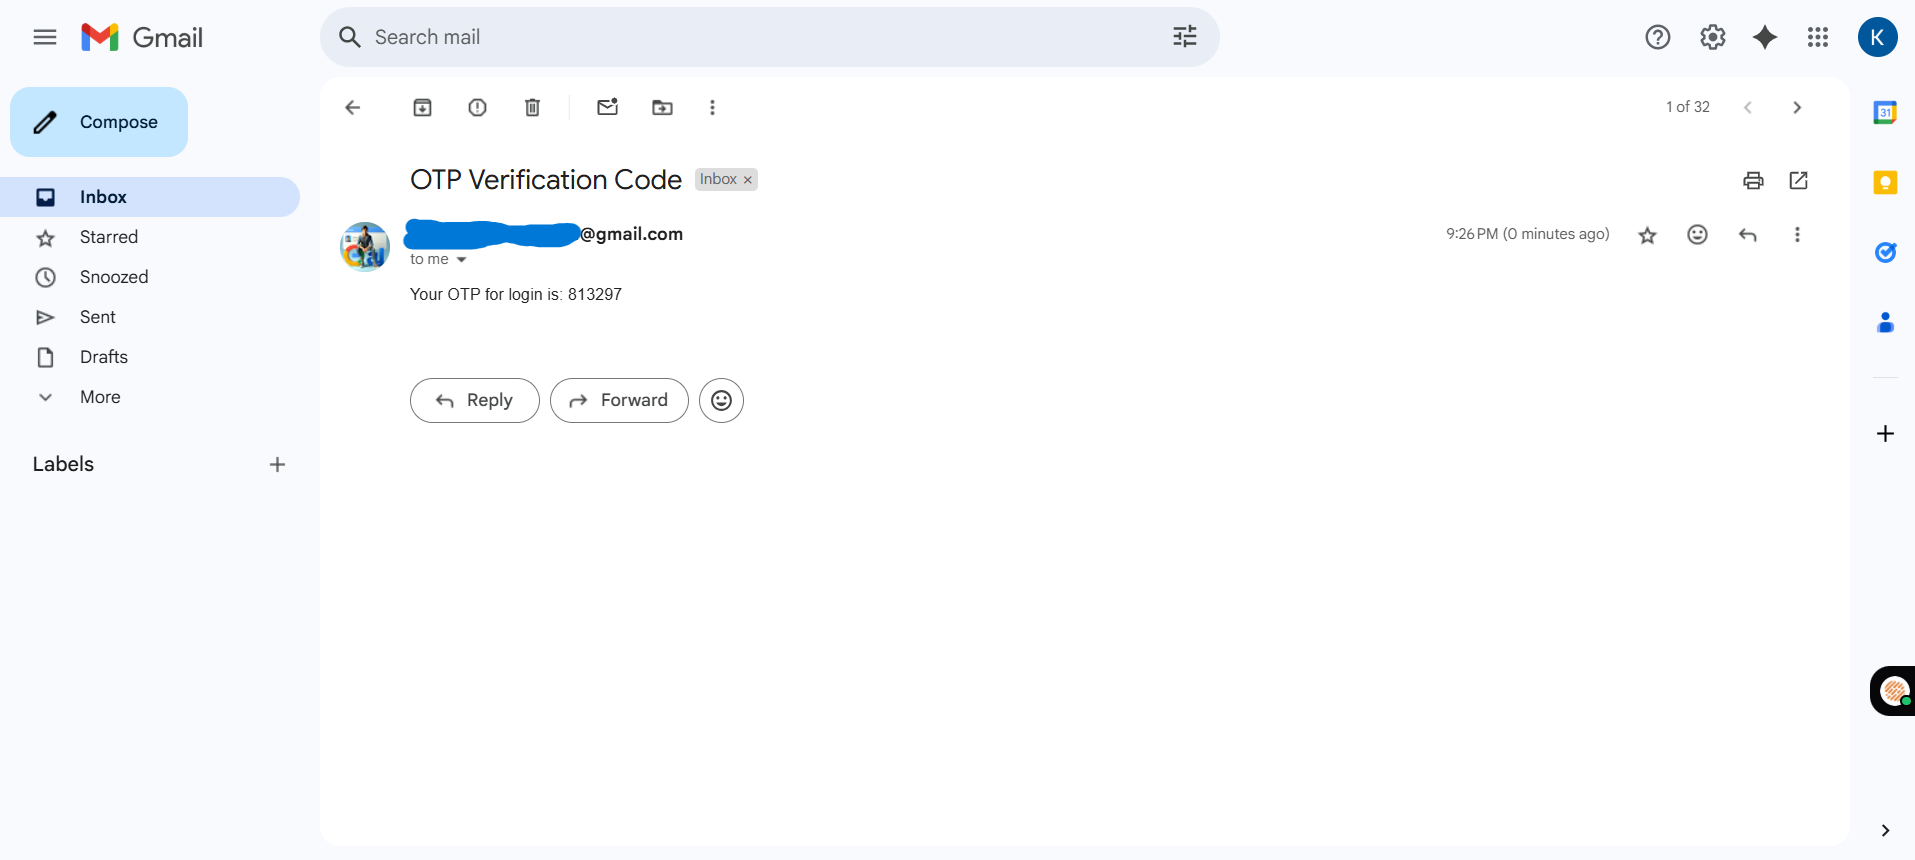 Gmail
Search mail
K
Compose
1 of 32
31
OTP Verification Code Inbox ×
Inbox
@gmail.com
9:26 PM (0 minutes ago)
Starred
to me
Snoozed
Your OTP for login is: 813297
Sent
Drafts
More
Reply
Forward
Labels